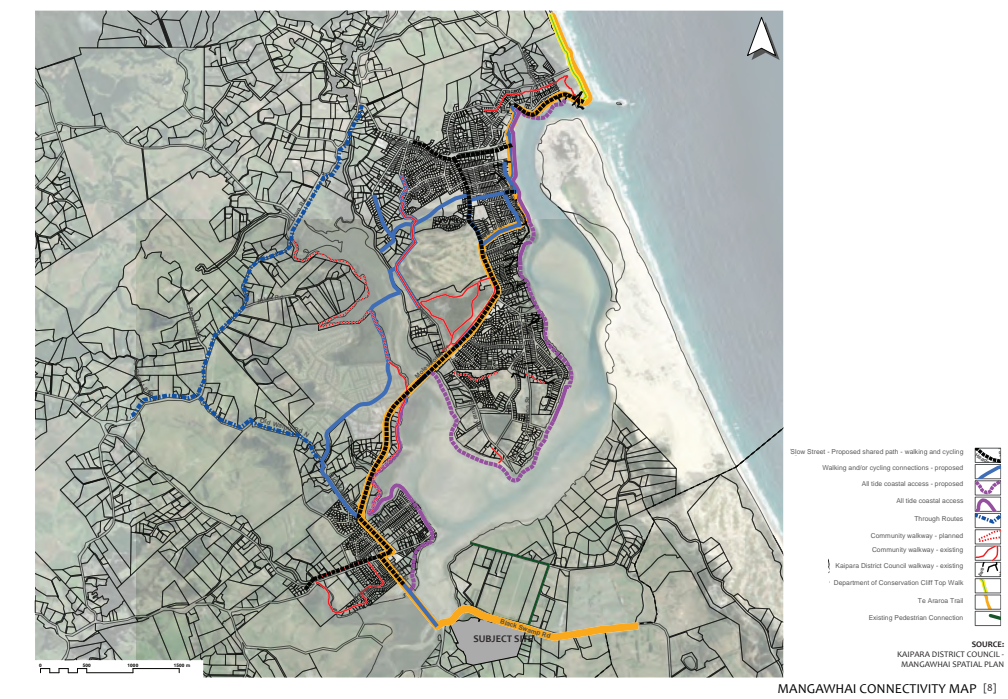 Black Swamp Rd
SUBJECT SITE
0 500 1000 1500 m
Slow Street - Proposed shared path - walking and cycling
Walking and/or cycling connections - proposed
All tide coastal access - proposed
All tide coastal access
Through Routes
Community walkway - planned
Community walkway - existing
Kaipara District Council walkway - existing
Department of Conservation Cliff Top Walk
Te Araroa Trail
Existing Pedestrian Connection
SOURCE:
KAIPARA DISTRICT COUNCIL -
MANGAWHAI SPATIAL PLAN
MANGAWHAI CONNECTIVITY MAP [8]